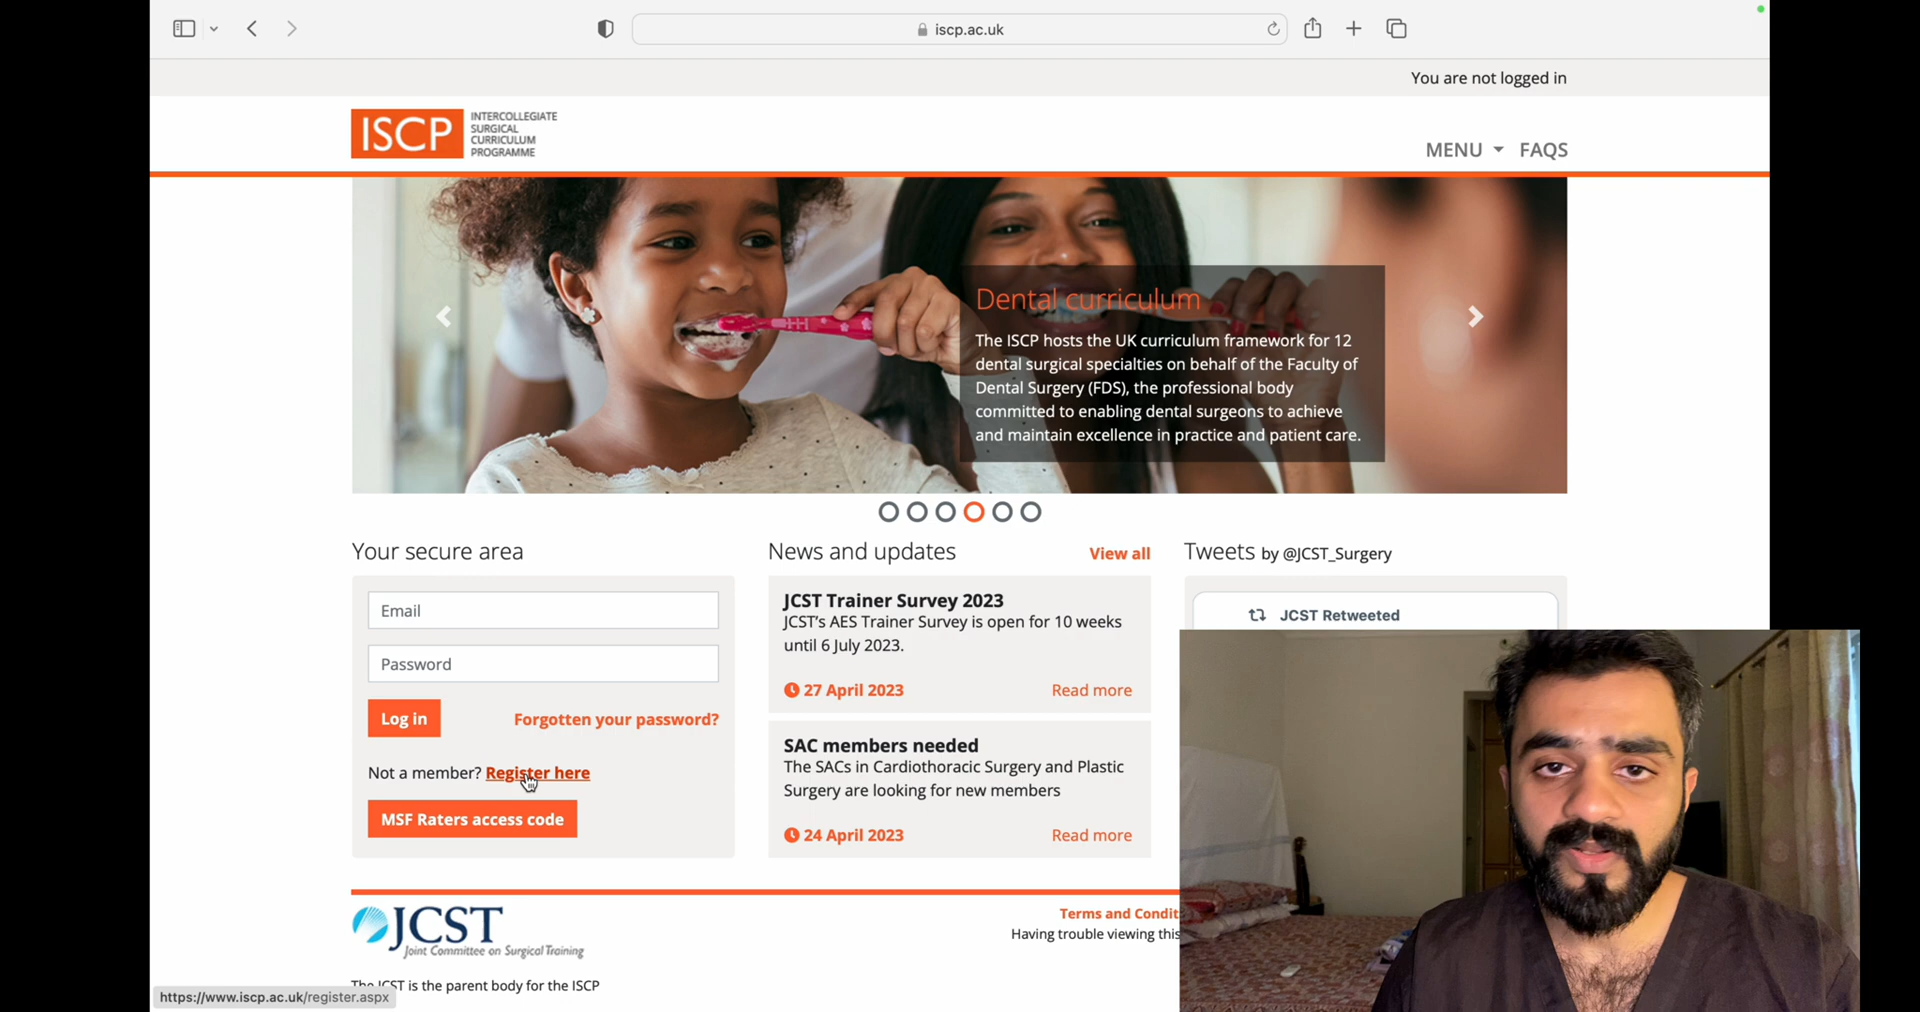 iscp.ac.uk
You are not logged in
ISCP
INTERCOLLEGIATE
SURGICAL
CURRICULUM
PROGRAMME
MENU
FAQS
Dental curriculum
The ISCP hosts the UK curriculum framework for 12
dental surgical specialties on behalf of the Faculty of
Dental Surgery (FDS), the professional body
committed to enabling dental surgeons to achieve
and maintain excellence in practice and patient care.
Your secure area
Email
Password
Log in
Forgotten your password?
Not a member? Register here
MSF Raters access code
News and updates
View all
JCST Trainer Survey 2023
JCST's AES Trainer Survey is open for 10 weeks
until 6 July 2023.
27 April 2023
Read more
SAC members needed
The SACs in Cardiothoracic Surgery and Plastic
Surgery are looking for new members
24 April 2023
Read more
Tweets by @JCST_Surgery
JCST Retweeted
JCST
Joint Committee on Surgical Training
Terms and Condit
Having trouble viewing this
The JCST is the parent body for the ISCP
https://www.iscp.ac.uk/register.aspx